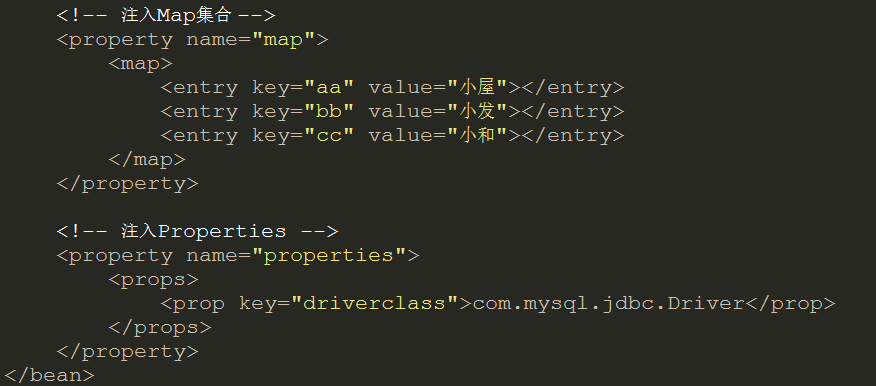 <!-- 注入Map集合 -->
<property name="map">
<map>
<entry key="aa" value="小屋"></entry>
<entry key="bb" value="小发"></entry>
<entry key="cc" value="小和"></entry>
</map>
</property>
<!-- 注入Properties -->
<property name="properties">
<props>
<prop key="driverclass">com.mysql.jdbc.Driver</prop>
</props>
</property>
</bean>